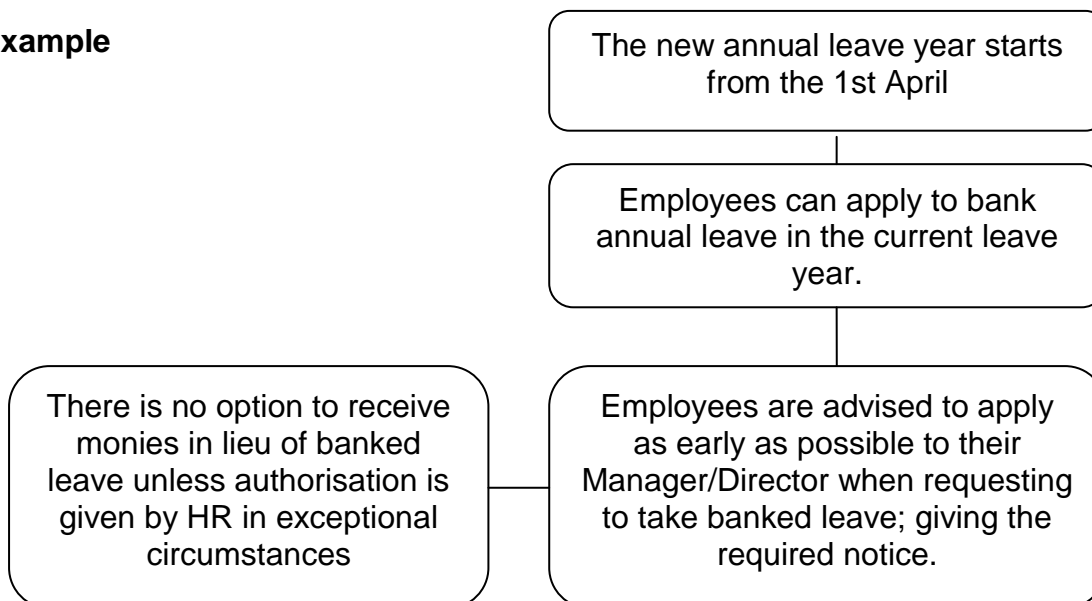 xample
The new annual leave year starts
from the 1st April
Employees can apply to bank
annual leave in the current leave
year.
There is no option to receive
monies in lieu of banked
leave unless authorisation is
given by HR in exceptional
circumstances
Employees are advised to apply
as early as possible to their
Manager/Director when requesting
to take banked leave; giving the
required notice.